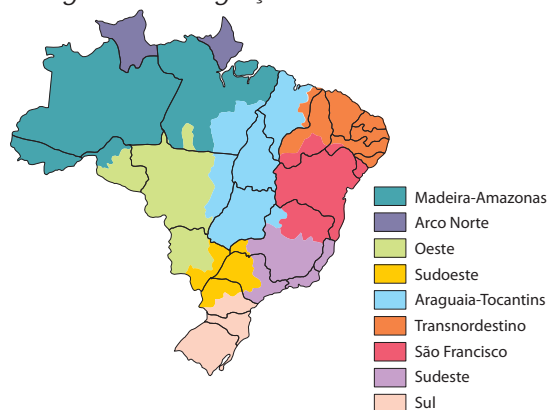 Madeira-Amazonas
Arco Norte
Oeste
Sudoeste
Araguaia-Tocantins
Transnordestino
São Francisco
Sudeste
Sul